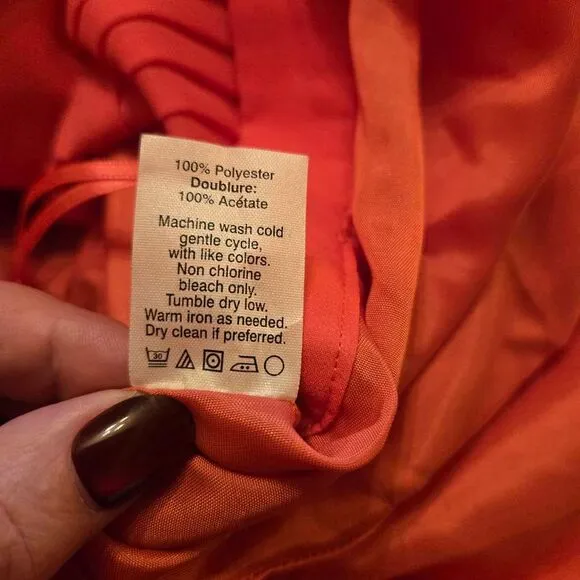 100% Polyester
Doublure:
100% Acétate
Machine wash cold
gentle cycle,
with like colors.
Non chlorine
bleach only.
Tumble dry low.
Warm iron as needed.
Dry clean if preferred.
30